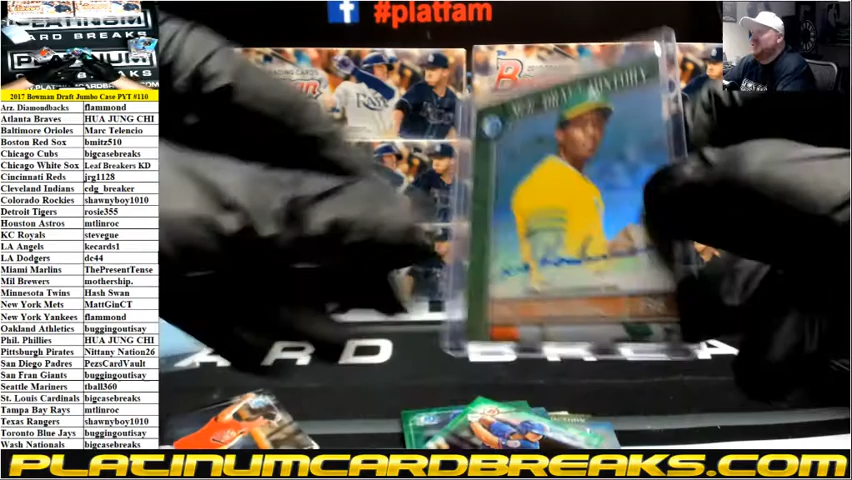 #platfam
CARD BREAKS
2017 Bowman Draft Jumbo Case PYT #110
Arz. Diamondbacks flammond
Atlanta Braves HUA JUNG CHI
Baltimore Orioles Marc Telencio
Boston Red Sox bmitz510
Chicago Cubs bigcasebreaks
Chicago White Sox Leaf Breakers KD
Cincinnati Reds jrg1128
Cleveland Indians cdg_breaker
Colorado Rockies shawnyboy1010
Detroit Tigers rosie355
Houston Astros mtlinroc
KC Royals stevegue
LA Angels kecards1
LA Dodgers dc44
Miami Marlins ThePresentTense
Mil Brewers mothership.
Minnesota Twins Hash Swan
New York Mets MattGinCT
New York Yankees flammond
Oakland Athletics buggingoutisay
Phil. Phillies HUA JUNG CHI
Pittsburgh Pirates Nittany Nation26
San Diego Padres PezsCardVault
San Fran Giants buggingoutisay
Seattle Mariners tball360
St. Louis Cardinals bigcasebreaks
Tampa Bay Rays mtlinroc
Texas Rangers shawnyboy1010
Toronto Blue Jays buggingoutisay
Wash Nationals bigcasebreaks
PLATINUMCARDBREAKS.COM